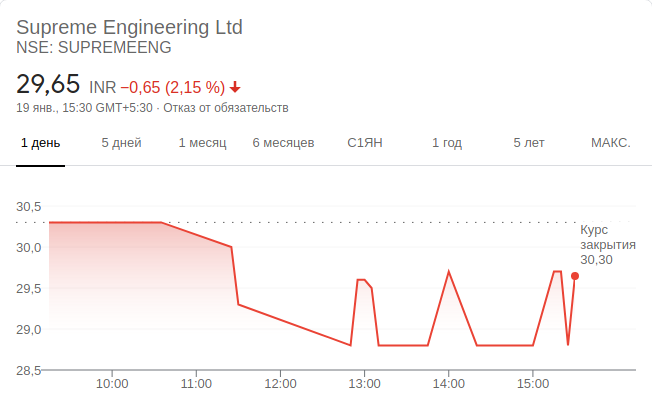 Supreme Engineering Ltd
NSE: SUPREMEENG
29,65 INR −0,65 (2,15 %)
19 янв., 15:30 GMT+5:30 · Отказ от обязательств
1 день 5 дней 1 месяц 6 месяцев С1ЯН 1 год 5 лет МАКС.
30,5
Курс
закрытия
30,30
30,0
29,5
29,0
28,5
10:00 11:00 12:00 13:00 14:00 15:00